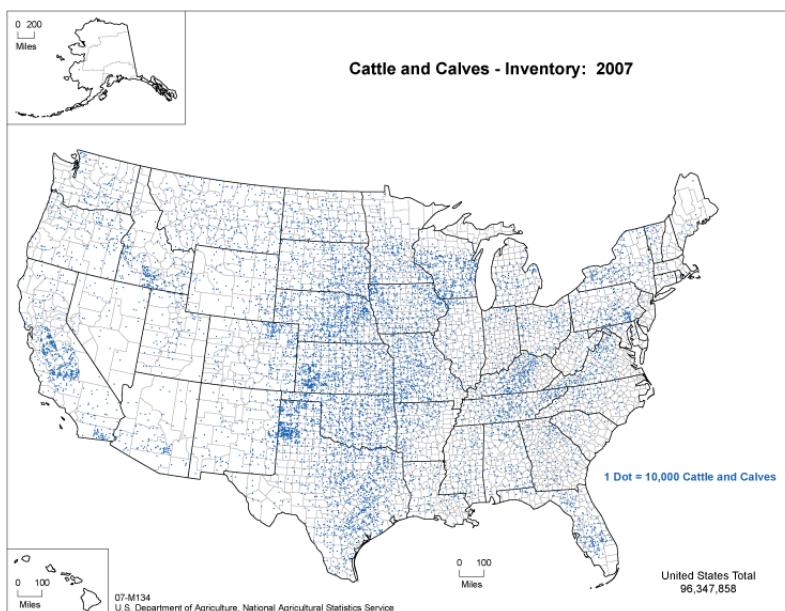 0 200
Miles
Cattle and Calves - Inventory: 2007
1 Dot = 10,000 Cattle and Calves
0 100
Miles
0 100
Miles
United States Total
96,347,858
07-M134
U.S. Department of Agriculture, National Agricultural Statistics Service